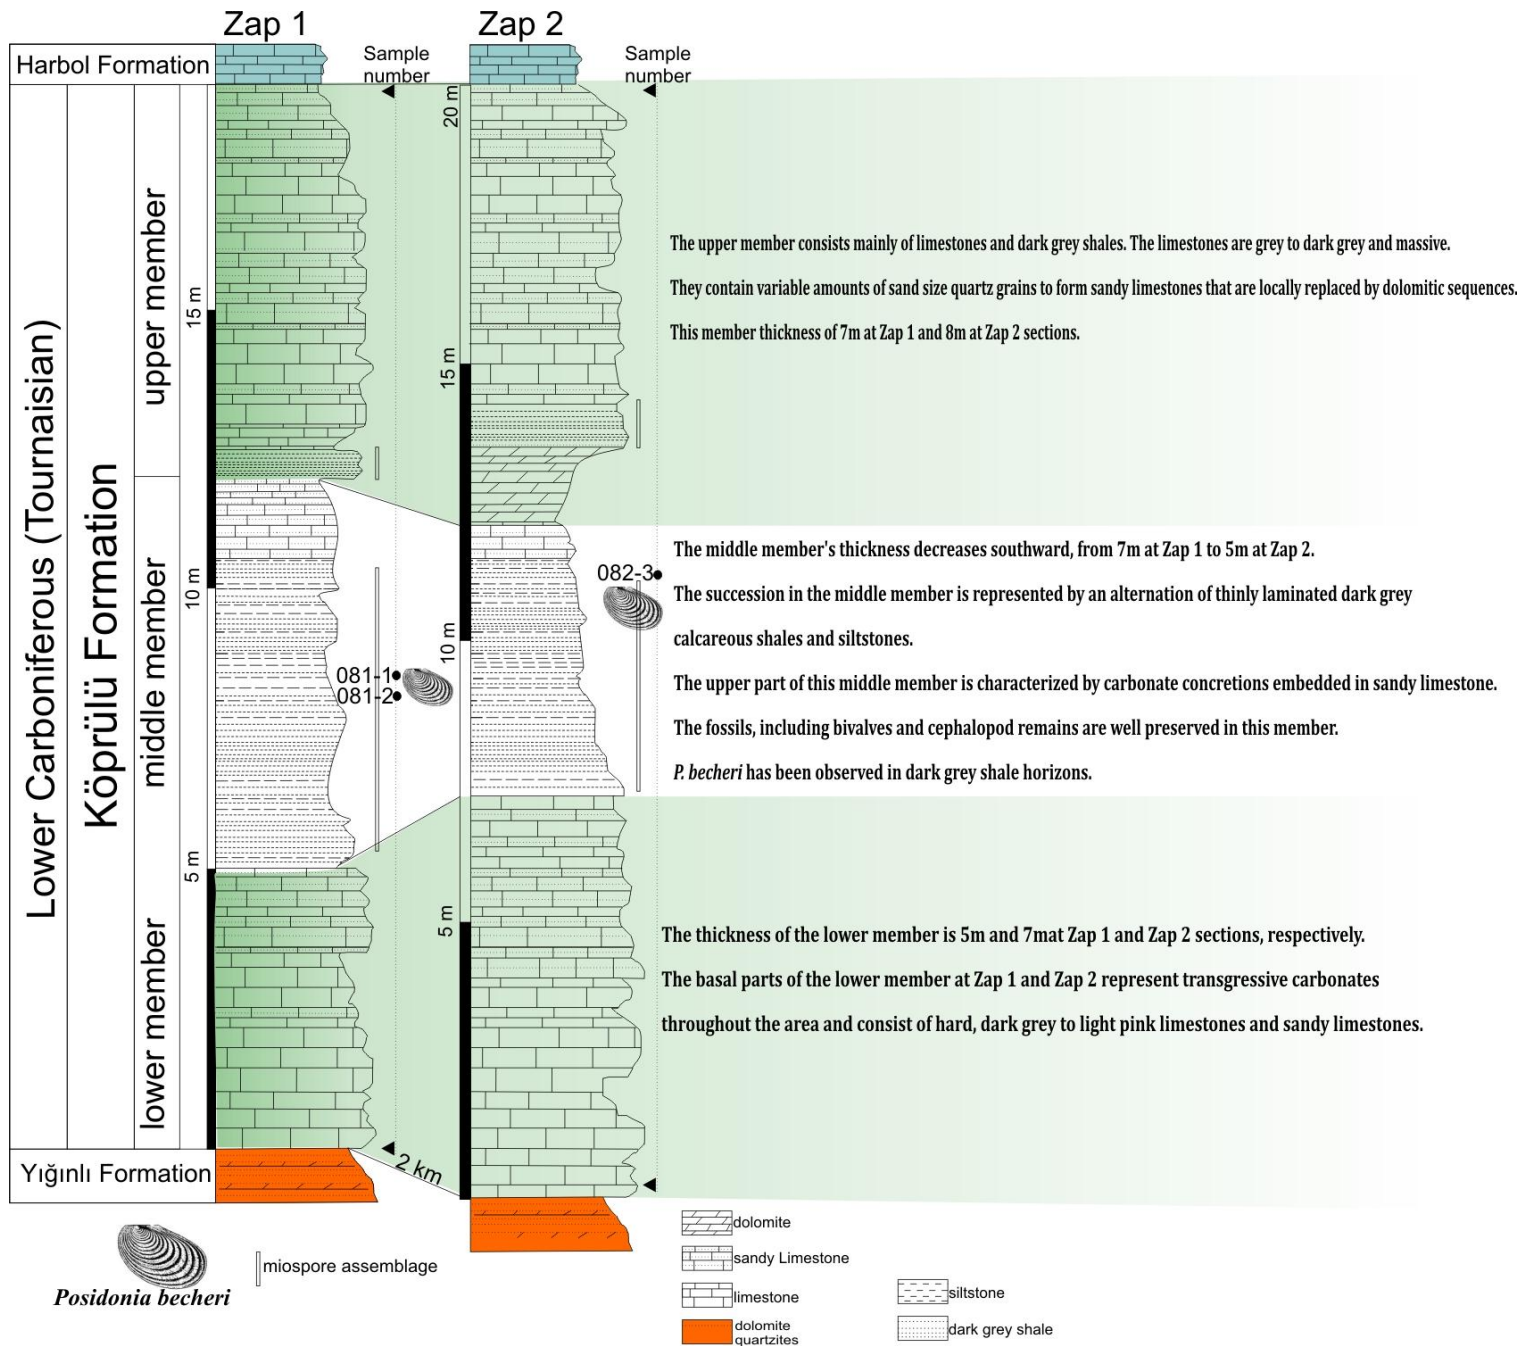 Zap 1
Zap 2
Harbol Formation
Sample
number
Sample
number
Lower Carboniferous (Tournaisian)
Köprülü Formation
upper member
middle member
lower member
15 m
10 m
5 m
20 m
15 m
10 m
5 m
The upper member consists mainly of limestones and dark grey shales. The limestones are grey to dark grey and massive.
They contain variable amounts of sand size quartz grains to form sandy limestones that are locally replaced by dolomitic sequences.
This member thickness of 7m at Zap 1 and 8m at Zap 2 sections.
The middle member's thickness decreases southward, from 7m at Zap 1 to 5m at Zap 2.
082-3
The succession in the middle member is represented by an alternation of thinly laminated dark grey
calcareous shales and siltstones.
081-1
081-2
The upper part of this middle member is characterized by carbonate concretions embedded in sandy limestone.
The fossils, including bivalves and cephalopod remains are well preserved in this member.
P. becheri has been observed in dark grey shale horizons.
The thickness of the lower member is 5m and 7mat Zap 1 and Zap 2 sections, respectively.
The basal parts of the lower member at Zap 1 and Zap 2 represent transgressive carbonates
throughout the area and consist of hard, dark grey to light pink limestones and sandy limestones.
2 km
Yığınlı Formation
Posidonia becheri
miospore assemblage
dolomite
sandy Limestone
limestone
dolomite
quartzites
siltstone
dark grey shale